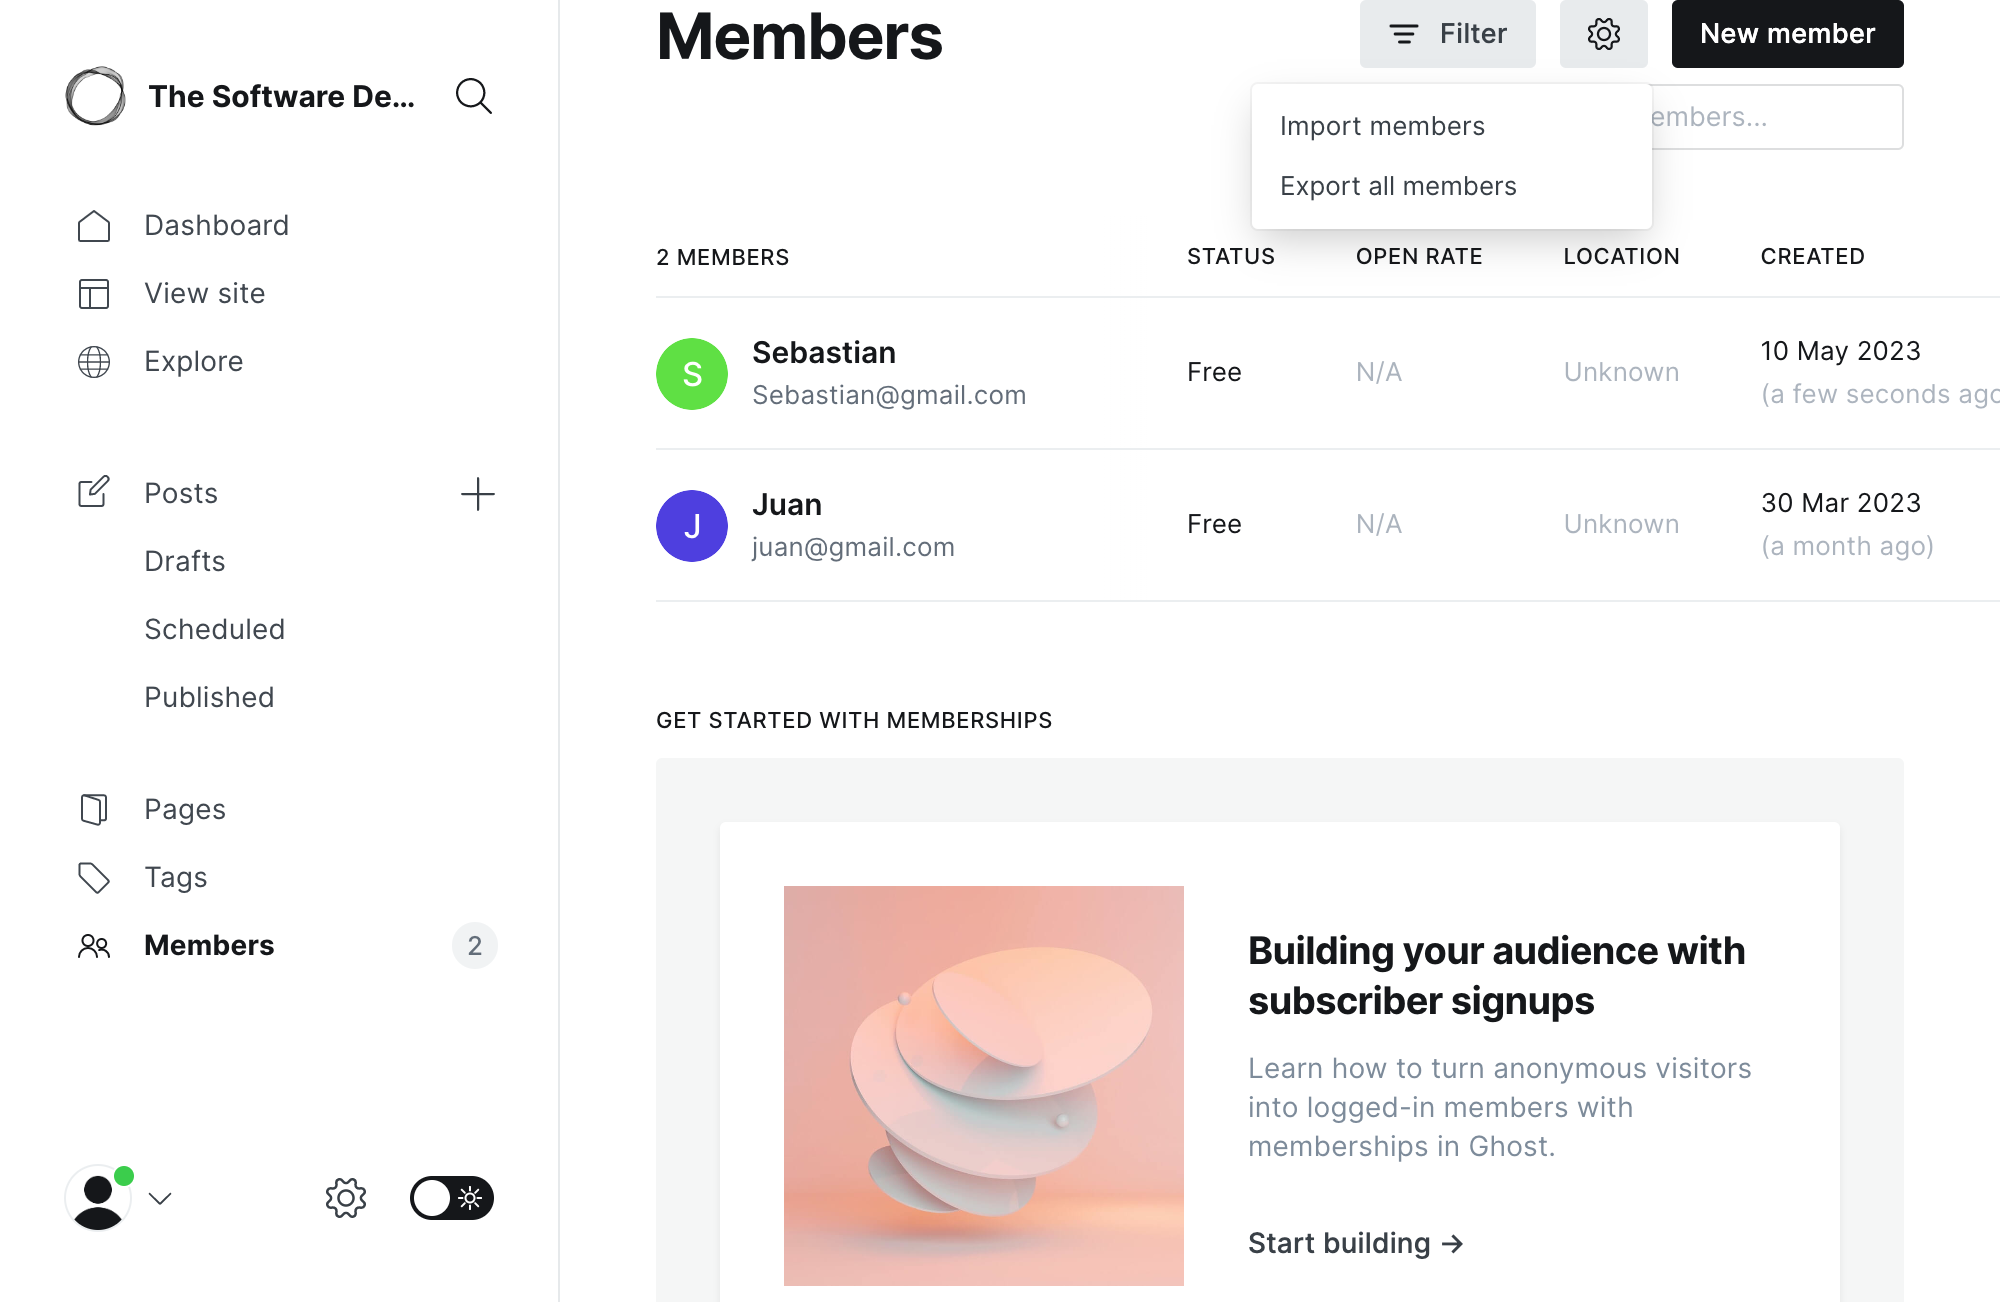 The Software De...
Dashboard
View site
Explore
Posts
Drafts
Scheduled
Published
Pages
Tags
Members
2
Members
Filter
New member
Import members
Export all members
embers...
2 MEMBERS STATUS OPEN RATE LOCATION CREATED
S
Sebastian
Sebastian@gmail.com
Free
N/A
Unknown
10 May 2023
(a few seconds ago
J
Juan
juan@gmail.com
Free
N/A
Unknown
30 Mar 2023
(a month ago)
GET STARTED WITH MEMBERSHIPS
Building your audience with
subscriber signups
Learn how to turn anonymous visitors
into logged-in members with
memberships in Ghost.
Start building →